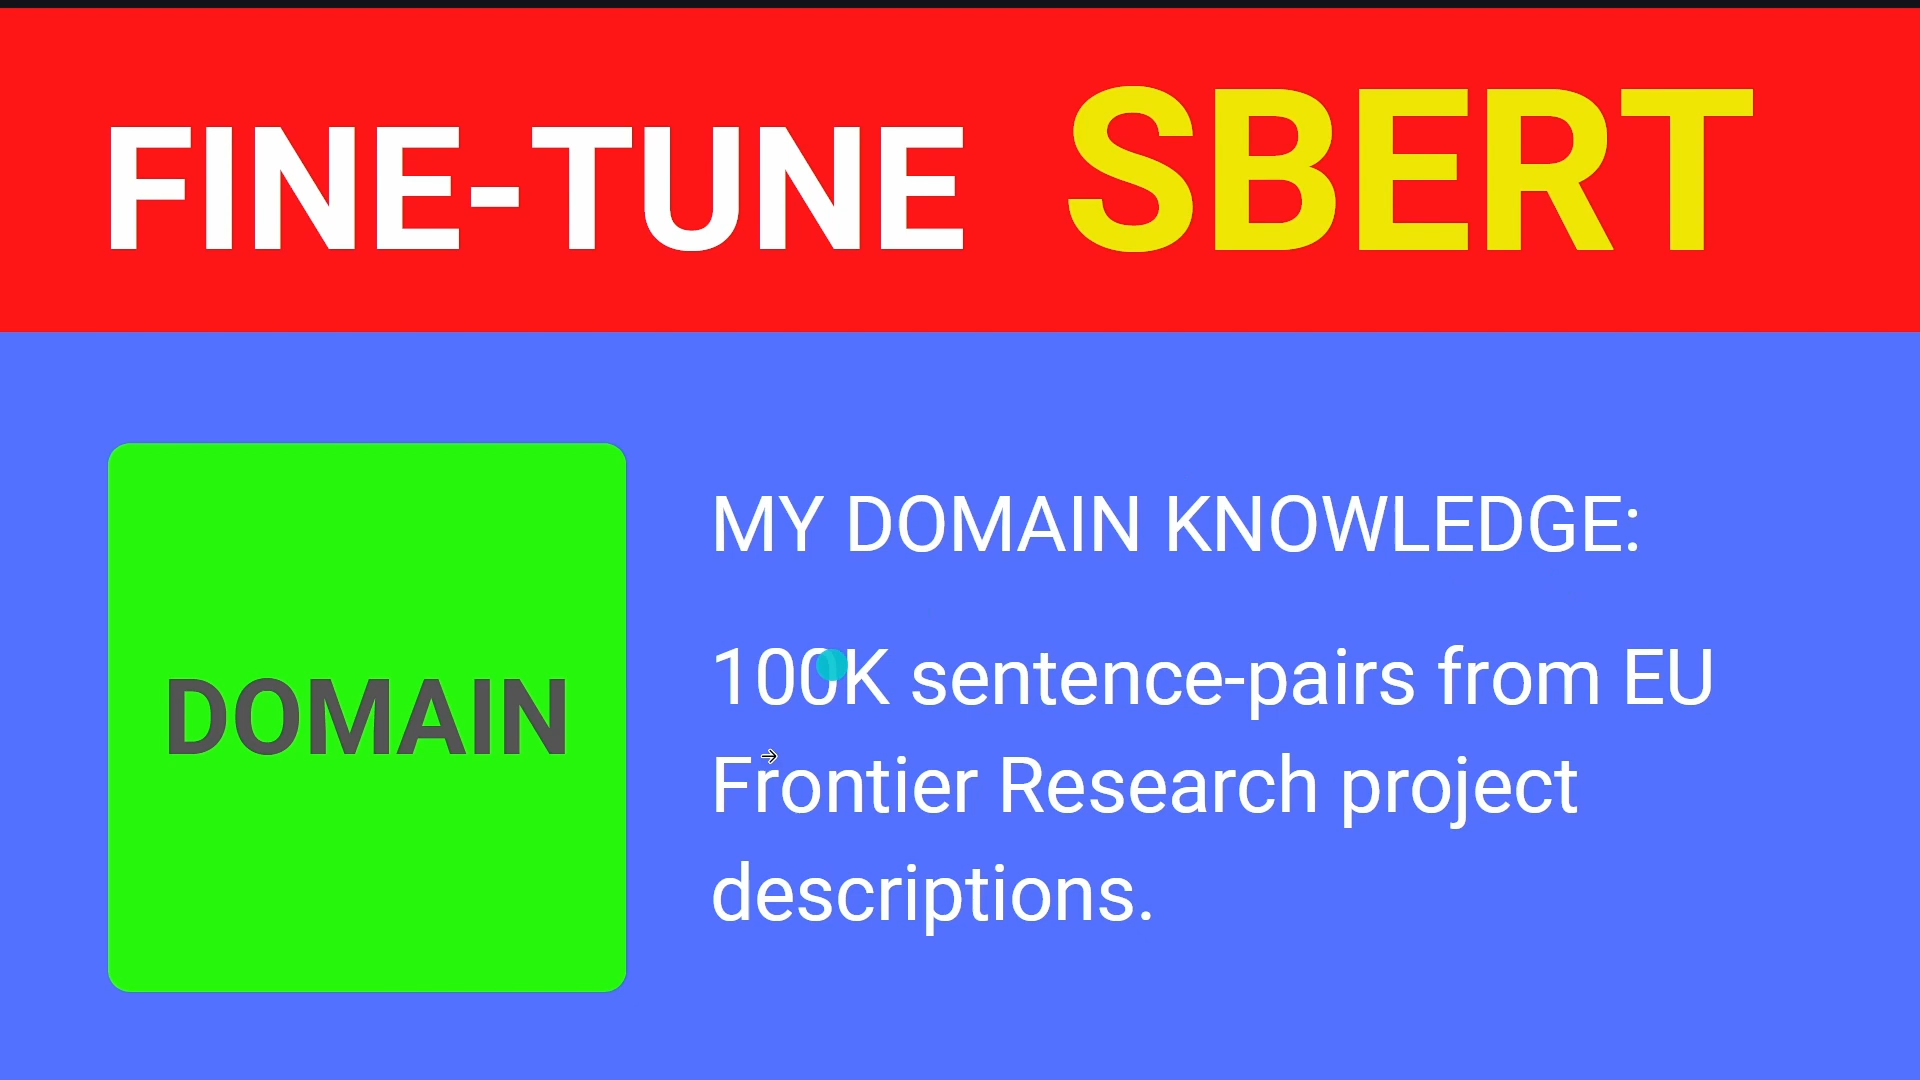 FINE-TUNE SBERT
DOMAIN
MY DOMAIN KNOWLEDGE:
100K sentence-pairs from EU
Frontier Research project
descriptions.